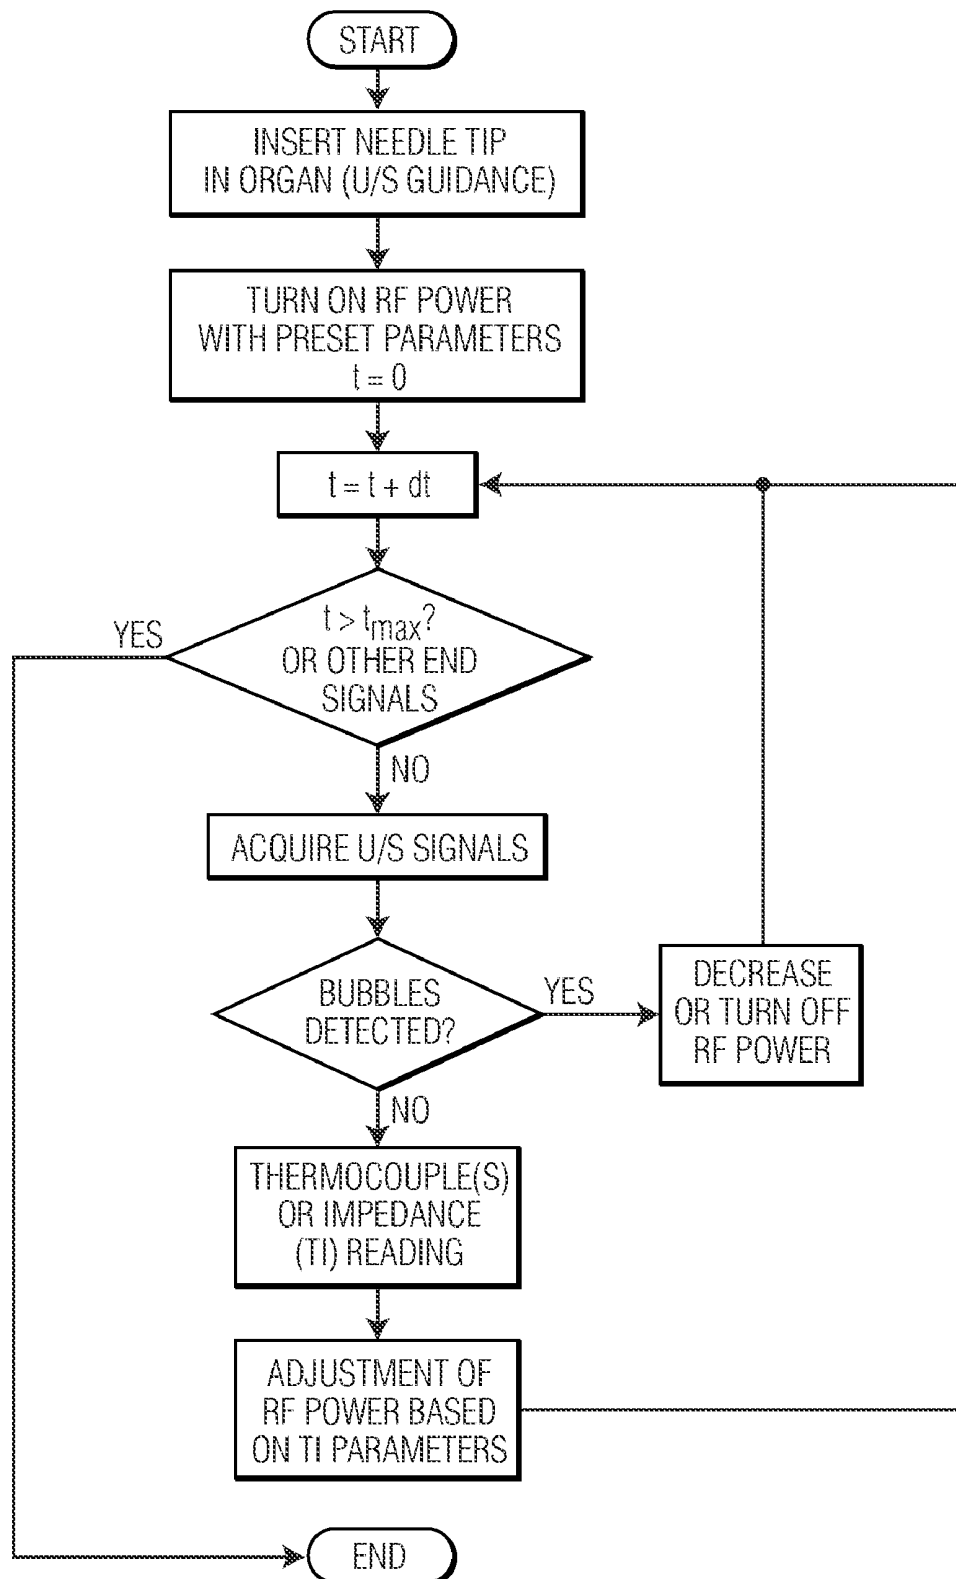 START
INSERT NEEDLE TIP
IN ORGAN (U/S GUIDANCE)
TURN ON RF POWER
WITH PRESET PARAMETERS
t = 0
t = t + dt
YES
t > tmax?
OR OTHER END
SIGNALS
NO
ACQUIRE U/S SIGNALS
BUBBLES
DETECTED?
YES
DECREASE
OR TURN OFF
RF POWER
NO
THERMOCOUPLE(S)
OR IMPEDANCE
(TI) READING
ADJUSTMENT OF
RF POWER BASED
ON TI PARAMETERS
END